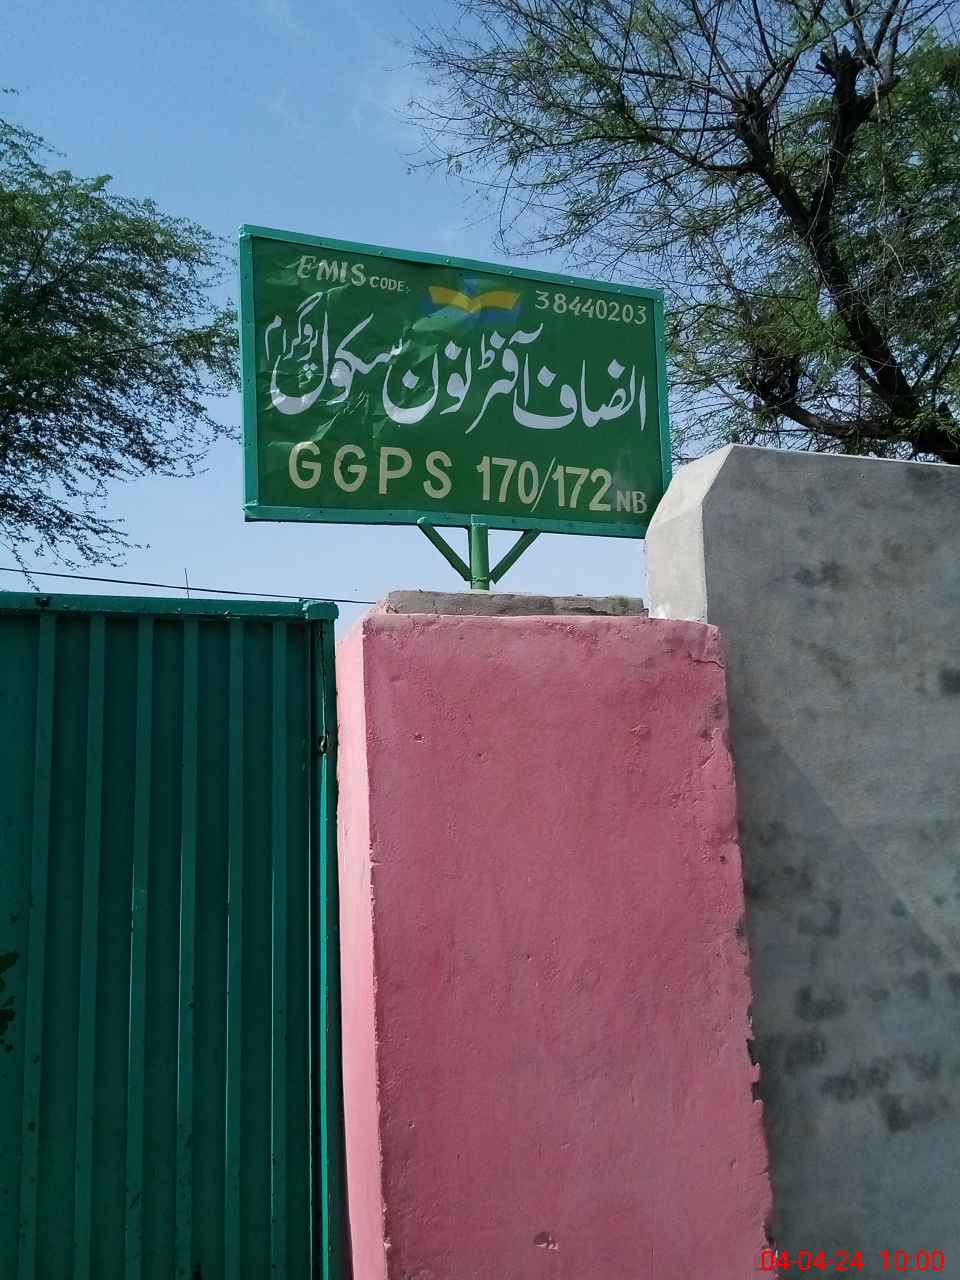 EMIS CODE: 38440203
انصاف آفٹرنون سکول پروگرام
GGPS 170/172 NB
04-04-24 10:00